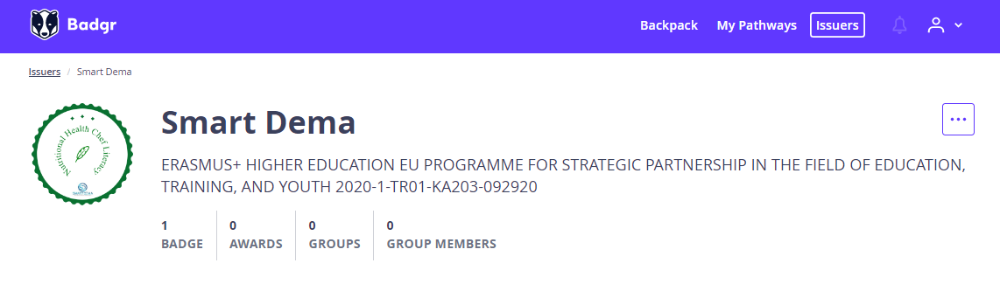 Badgr
Backpack
My Pathways
Issuers
Issuers / Smart Dema
Nutritional Health Chef Literacy
Smart Dema
ERASMUS+ HIGHER EDUCATION EU PROGRAMME FOR STRATEGIC PARTNERSHIP IN THE FIELD OF EDUCATION,
TRAINING, AND YOUTH 2020-1-TR01-KA203-092920
1
BADGE
0
AWARDS
0
GROUPS
0
GROUP MEMBERS